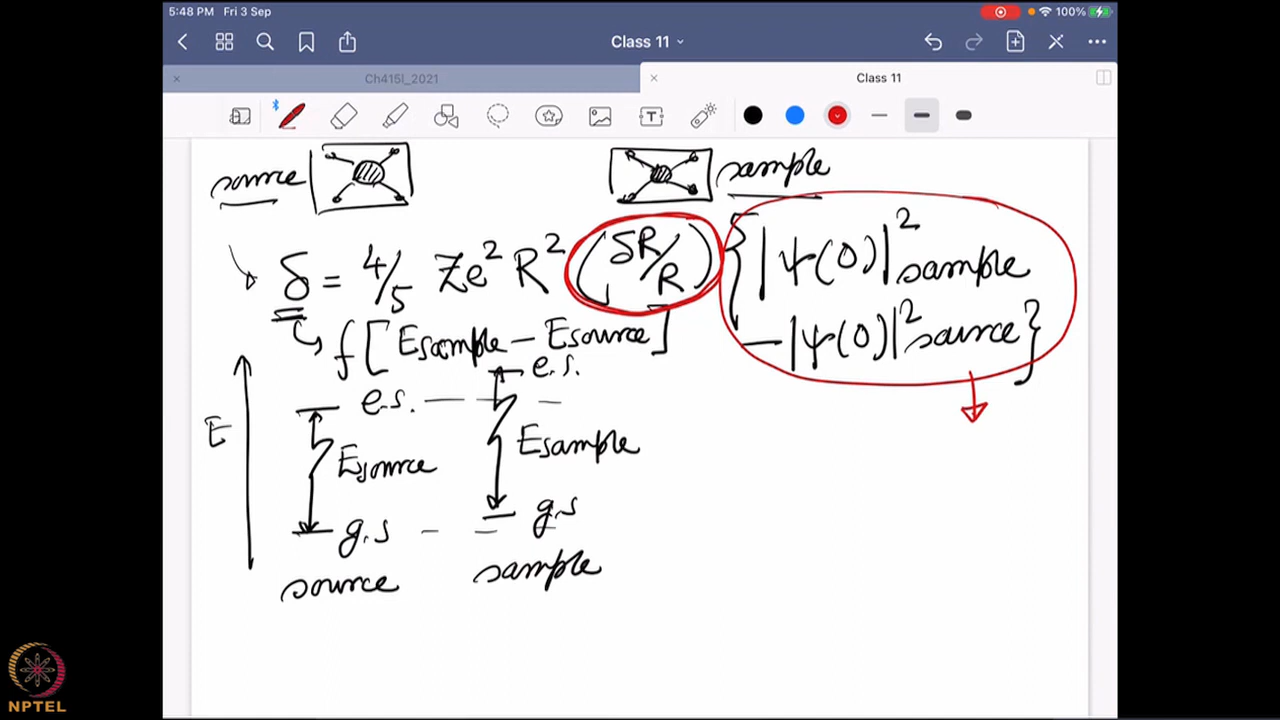 5:48 PM Fri 3 Sep
100%
Class 11
Ch415I_2021
Class 11
T
source
sample
δ = 4/5 Ze² R² (δR/R) { |ψ(0)|² sample
− |ψ(0)|² source }
f [ Esample − Esource ]
e.s.
e.s.
E
Esource
Esample
g.s
g.s
source
sample
NPTEL